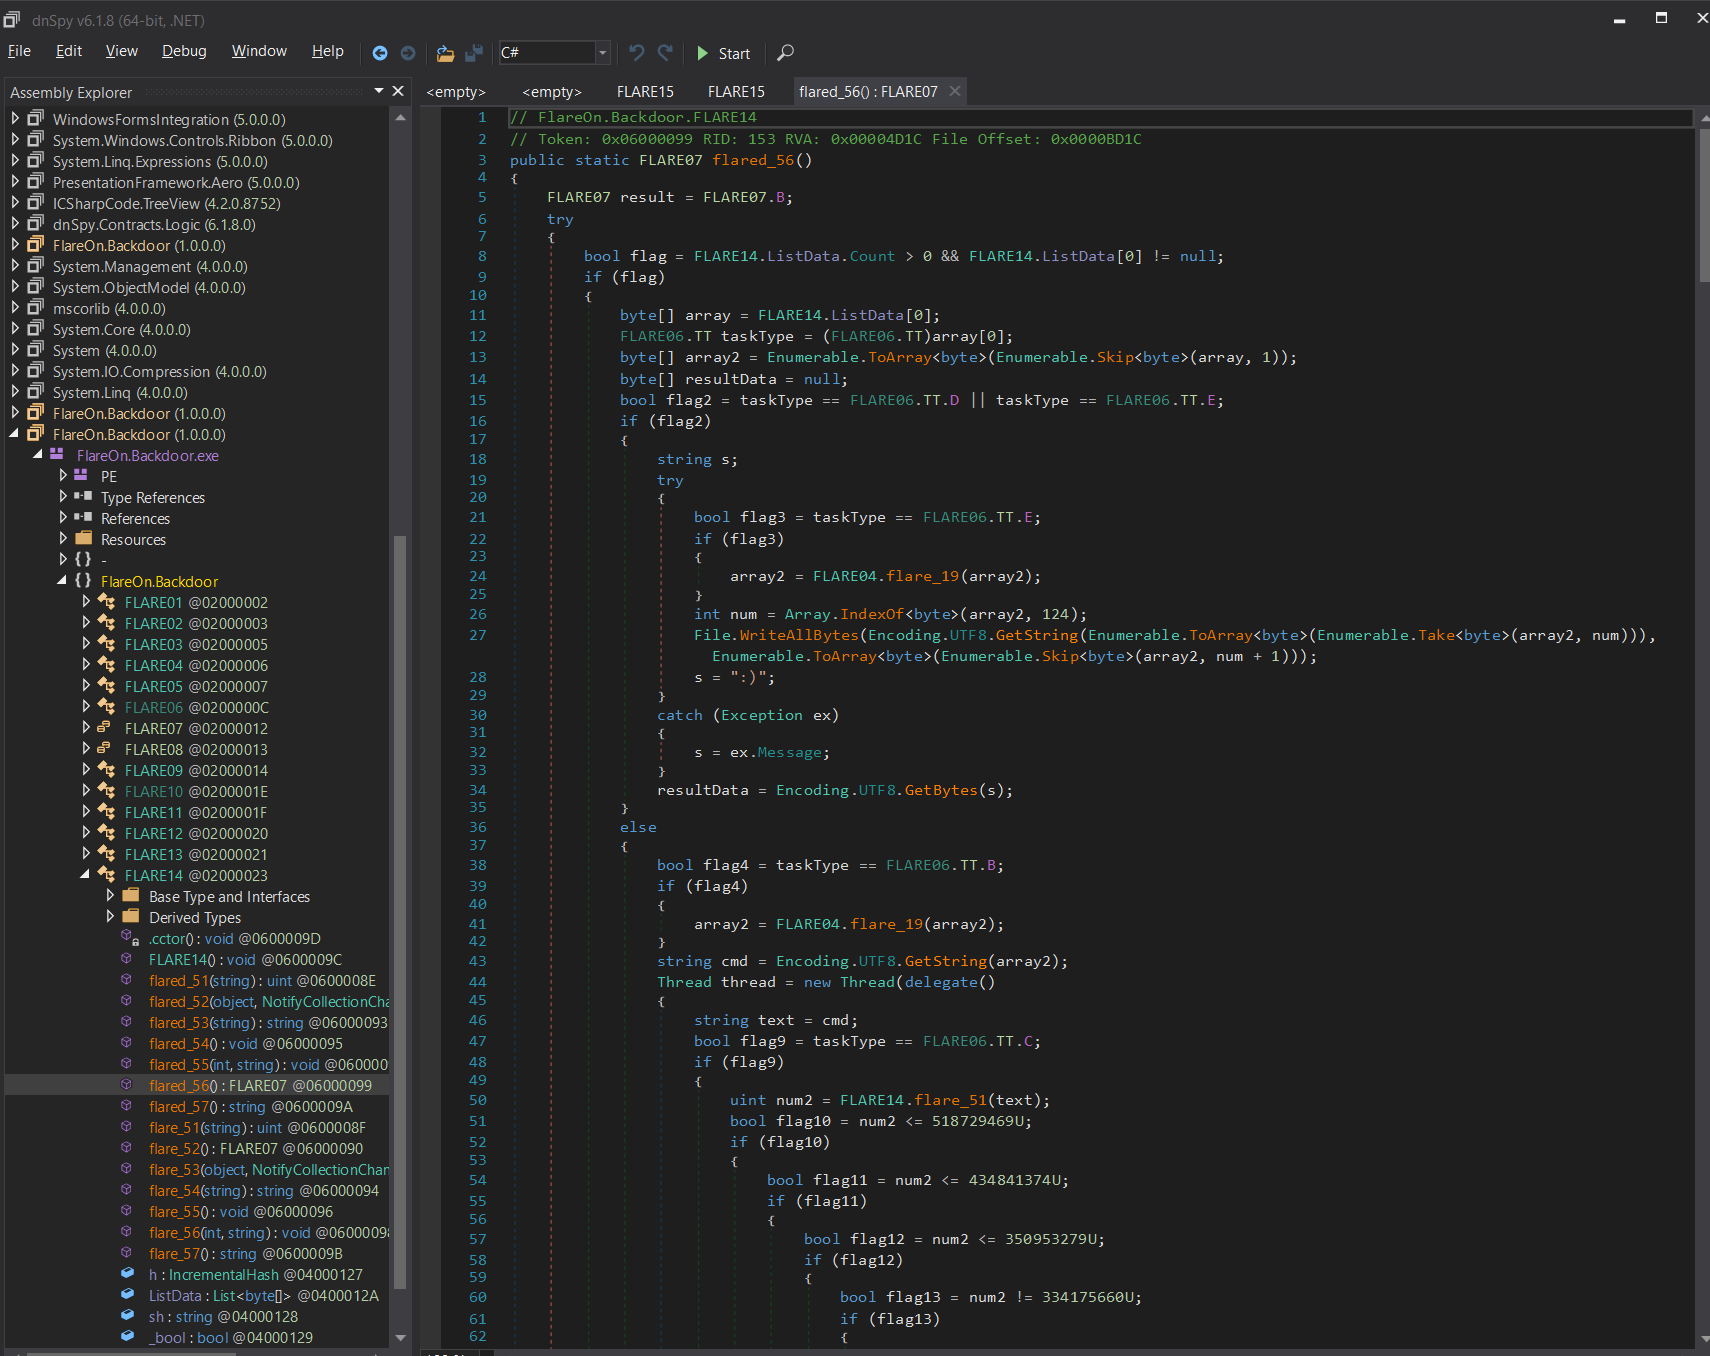 dnSpy v6.1.8 (64-bit, .NET)
File Edit View Debug Window Help C# Start
Assembly Explorer
WindowsFormsIntegration (5.0.0.0)
System.Windows.Controls.Ribbon (5.0.0.0)
System.Linq.Expressions (5.0.0.0)
PresentationFramework.Aero (5.0.0.0)
ICSharpCode.TreeView (4.2.0.8752)
dnSpy.Contracts.Logic (6.1.8.0)
FlareOn.Backdoor (1.0.0.0)
System.Management (4.0.0.0)
System.ObjectModel (4.0.0.0)
mscorlib (4.0.0.0)
System.Core (4.0.0.0)
System (4.0.0.0)
System.IO.Compression (4.0.0.0)
System.Linq (4.0.0.0)
FlareOn.Backdoor (1.0.0.0)
FlareOn.Backdoor (1.0.0.0)
FlareOn.Backdoor.exe
PE
Type References
References
Resources
{ } -
{ } FlareOn.Backdoor
FLARE01 @02000002
FLARE02 @02000003
FLARE03 @02000005
FLARE04 @02000006
FLARE05 @02000007
FLARE06 @0200000C
FLARE07 @02000012
FLARE08 @02000013
FLARE09 @02000014
FLARE10 @0200001E
FLARE11 @0200001F
FLARE12 @02000020
FLARE13 @02000021
FLARE14 @02000023
Base Type and Interfaces
Derived Types
.cctor() : void @0600009D
FLARE14() : void @0600009C
flared_51(string) : uint @0600008E
flared_52(object, NotifyCollectionCha
flared_53(string) : string @06000093
flared_54() : void @06000095
flared_55(int, string) : void @060000
flared_56() : FLARE07 @06000099
flared_57() : string @0600009A
flare_51(string) : uint @0600008F
flare_52() : FLARE07 @06000090
flare_53(object, NotifyCollectionChan
flare_54(string) : string @06000094
flare_55() : void @06000096
flare_56(int, string) : void @0600009
flare_57() : string @0600009B
h : IncrementalHash @04000127
ListData : List<byte[]> @0400012A
sh : string @04000128
_bool : bool @04000129
<empty> <empty> FLARE15 FLARE15 flared_56() : FLARE07
1 // FlareOn.Backdoor.FLARE14
2 // Token: 0x06000099 RID: 153 RVA: 0x00004D1C File Offset: 0x0000BD1C
3 public static FLARE07 flared_56()
4 {
5 FLARE07 result = FLARE07.B;
6 try
7 {
8 bool flag = FLARE14.ListData.Count > 0 && FLARE14.ListData[0] != null;
9 if (flag)
10 {
11 byte[] array = FLARE14.ListData[0];
12 FLARE06.TT taskType = (FLARE06.TT)array[0];
13 byte[] array2 = Enumerable.ToArray<byte>(Enumerable.Skip<byte>(array, 1));
14 byte[] resultData = null;
15 bool flag2 = taskType == FLARE06.TT.D || taskType == FLARE06.TT.E;
16 if (flag2)
17 {
18 string s;
19 try
20 {
21 bool flag3 = taskType == FLARE06.TT.E;
22 if (flag3)
23 {
24 array2 = FLARE04.flare_19(array2);
25 }
26 int num = Array.IndexOf<byte>(array2, 124);
27 File.WriteAllBytes(Encoding.UTF8.GetString(Enumerable.ToArray<byte>(Enumerable.Take<byte>(array2, num))),
Enumerable.ToArray<byte>(Enumerable.Skip<byte>(array2, num + 1)));
28 s = ":)";
29 }
30 catch (Exception ex)
31 {
32 s = ex.Message;
33 }
34 resultData = Encoding.UTF8.GetBytes(s);
35 }
36 else
37 {
38 bool flag4 = taskType == FLARE06.TT.B;
39 if (flag4)
40 {
41 array2 = FLARE04.flare_19(array2);
42 }
43 string cmd = Encoding.UTF8.GetString(array2);
44 Thread thread = new Thread(delegate()
45 {
46 string text = cmd;
47 bool flag9 = taskType == FLARE06.TT.C;
48 if (flag9)
49 {
50 uint num2 = FLARE14.flare_51(text);
51 bool flag10 = num2 <= 518729469U;
52 if (flag10)
53 {
54 bool flag11 = num2 <= 434841374U;
55 if (flag11)
56 {
57 bool flag12 = num2 <= 350953279U;
58 if (flag12)
59 {
60 bool flag13 = num2 != 334175660U;
61 if (flag13)
62 {